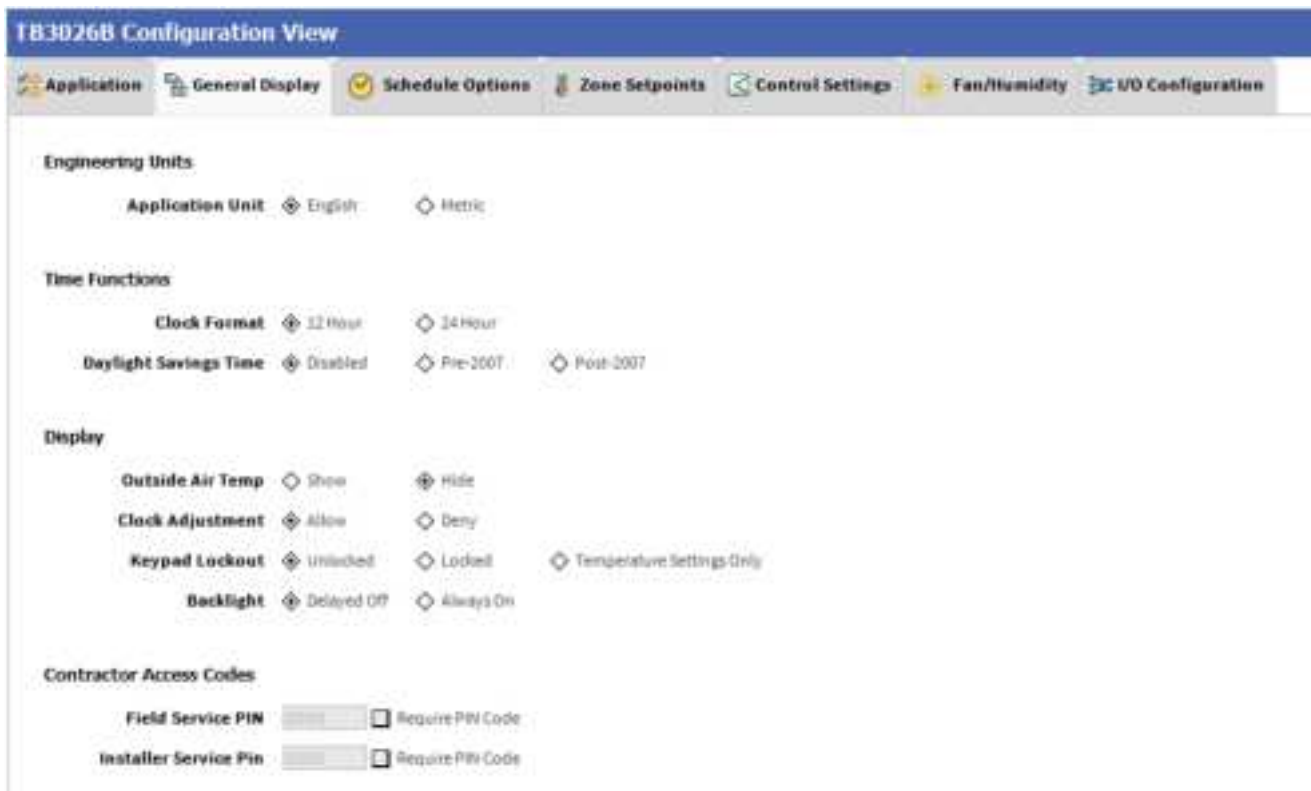 TB3026B Configuration View
Application General Display Schedule Options Zone Setpoints Control Settings Fan/Humidity I/O Configuration
Engineering Units
Application Unit English Metric
Time Functions
Clock Format 12 Hour 24 Hour
Daylight Savings Time Disabled Pre-2007 Post-2007
Display
Outside Air Temp Show Hide
Clock Adjustment Allow Deny
Keypad Lockout Unlocked Locked Temperature Settings Only
Backlight Delayed Off Always On
Contractor Access Codes
Field Service PIN Require PIN Code
Installer Service Pin Require PIN Code